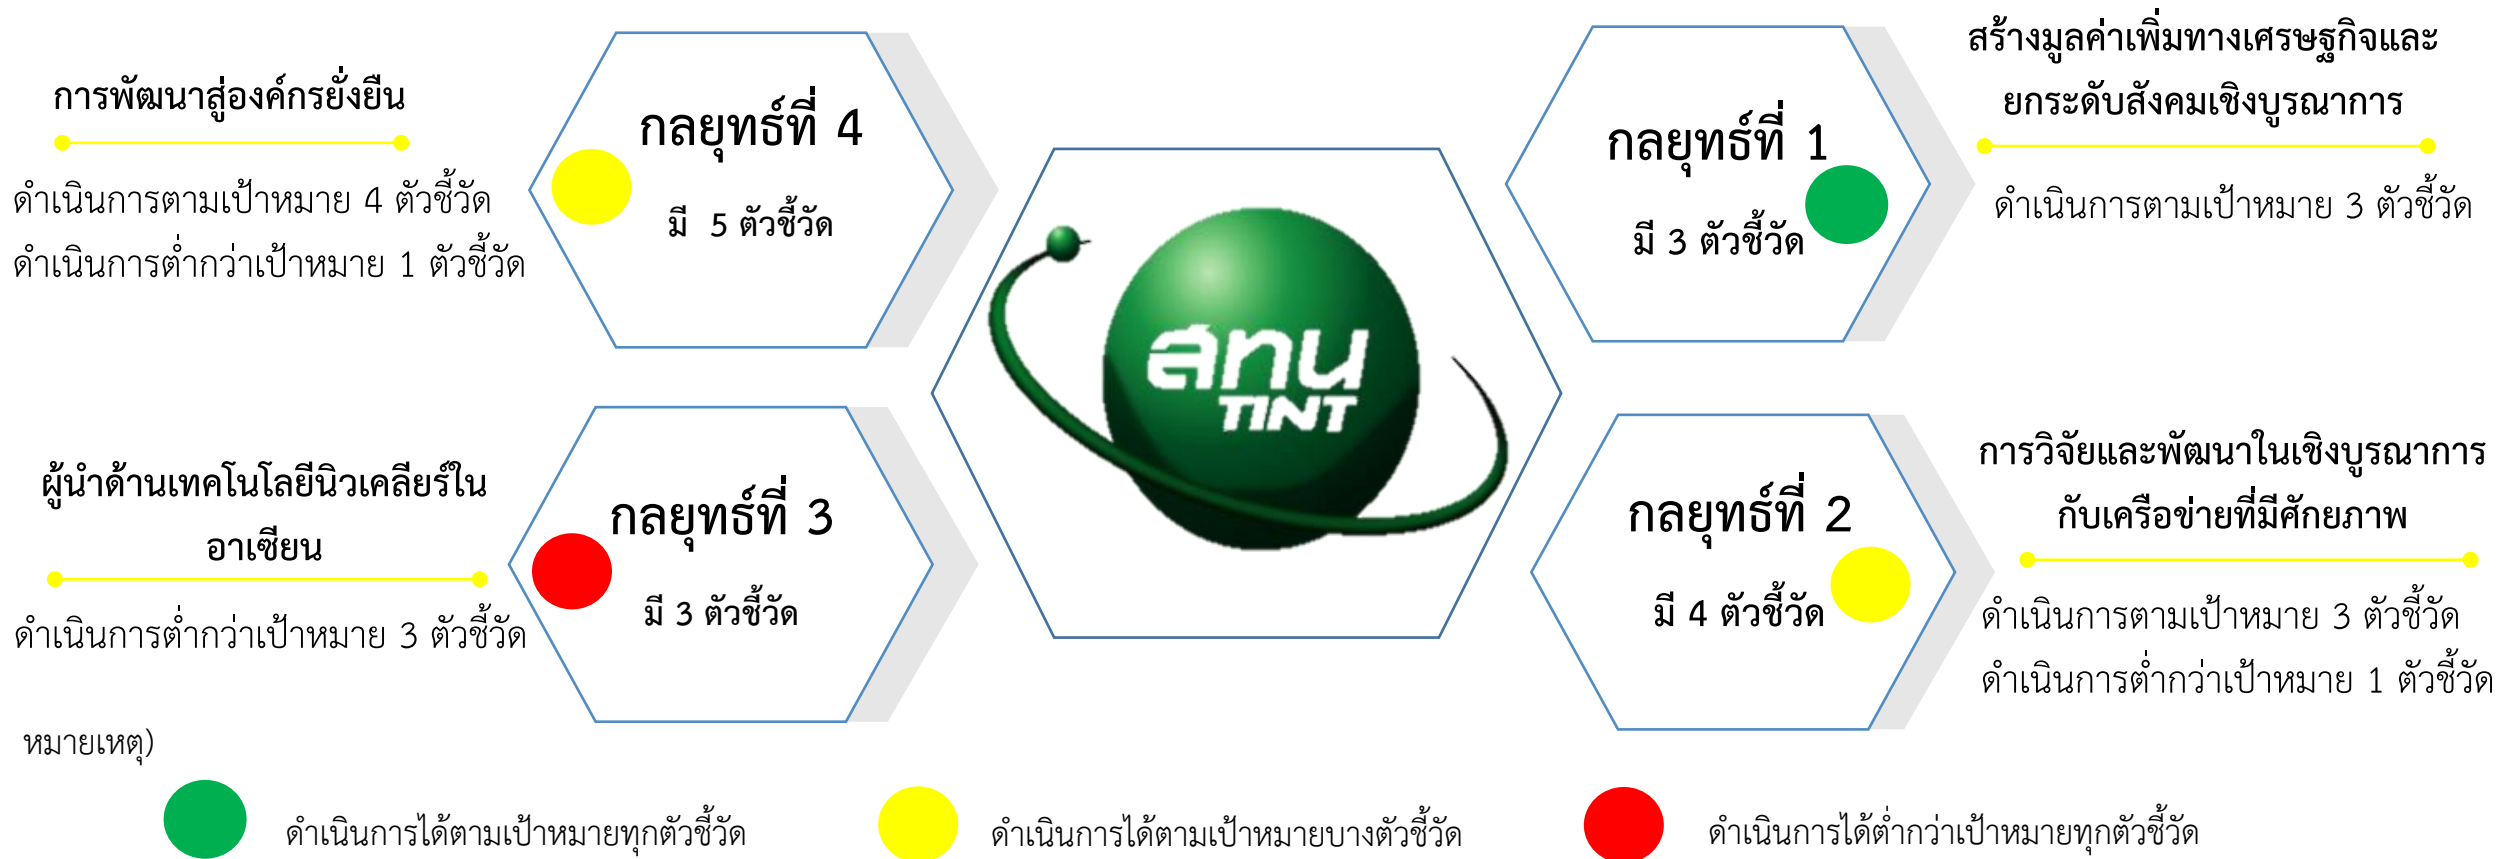 การพัฒนาสู่องค์กรยั่งยืน
ดำเนินการตามเป้าหมาย 4 ตัวชี้วัด
ดำเนินการต่ำกว่าเป้าหมาย 1 ตัวชี้วัด
กลยุทธ์ที่ 4
มี 5 ตัวชี้วัด
กลยุทธ์ที่ 1
มี 3 ตัวชี้วัด
สร้างมูลค่าเพิ่มทางเศรษฐกิจและ
ยกระดับสังคมเชิงบูรณาการ
ดำเนินการตามเป้าหมาย 3 ตัวชี้วัด
สทน
TINT
ผู้นำด้านเทคโนโลยีนิวเคลียร์ใน
อาเซียน
ดำเนินการต่ำกว่าเป้าหมาย 3 ตัวชี้วัด
กลยุทธ์ที่ 3
มี 3 ตัวชี้วัด
กลยุทธ์ที่ 2
มี 4 ตัวชี้วัด
การวิจัยและพัฒนาในเชิงบูรณาการ
กับเครือข่ายที่มีศักยภาพ
ดำเนินการตามเป้าหมาย 3 ตัวชี้วัด
ดำเนินการต่ำกว่าเป้าหมาย 1 ตัวชี้วัด
หมายเหตุ)
ดำเนินการได้ตามเป้าหมายทุกตัวชี้วัด
ดำเนินการได้ตามเป้าหมายบางตัวชี้วัด
ดำเนินการได้ต่ำกว่าเป้าหมายทุกตัวชี้วัด